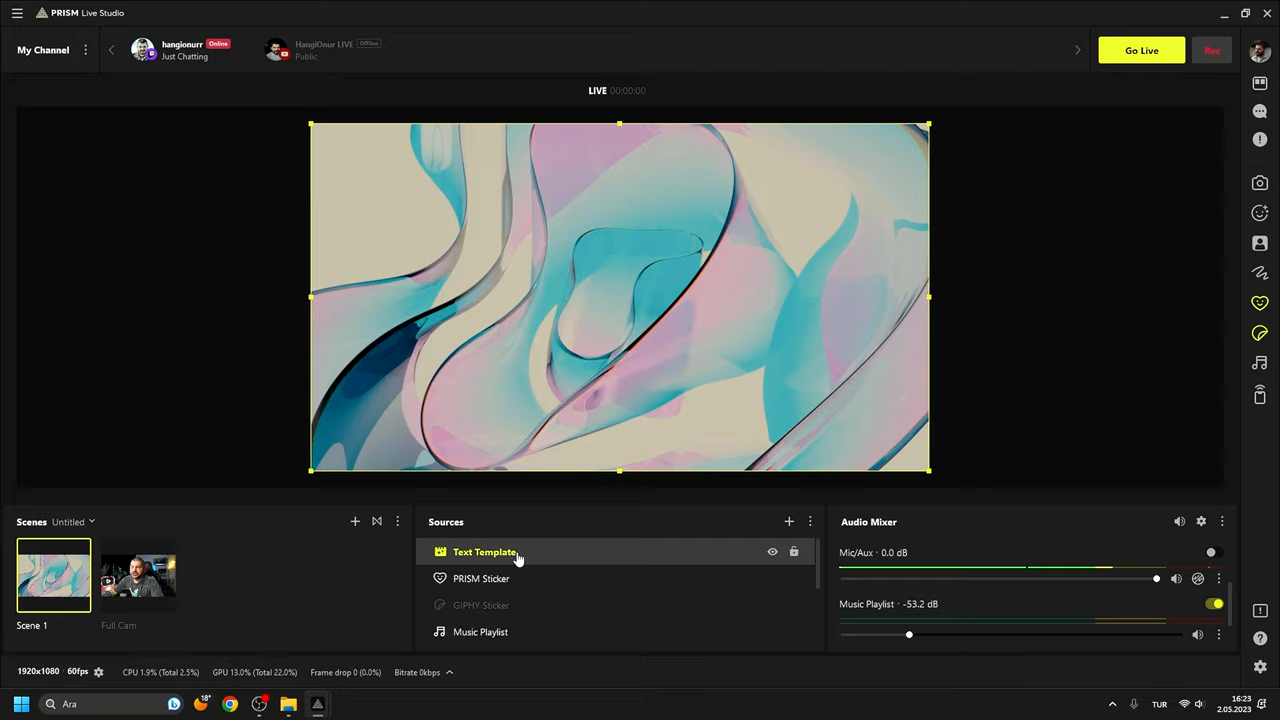 PRISM Live Studio
My Channel
hangionurr Online
Just Chatting
HangiOnur LIVE Offline
Public
Go Live
Rec
LIVE 00:00:00
Scenes Untitled
Scene 1
Full Cam
Sources
Text Template
PRISM Sticker
GIPHY Sticker
Music Playlist
Audio Mixer
Mic/Aux · 0.0 dB
Music Playlist · -53.2 dB
1920x1080 · 60fps
CPU 1.9% (Total 2.5%)
GPU 13.0% (Total 22.0%)
Frame drop 0 (0.0%)
Bitrate 0kbps
Ara
18°
TUR
16:23
2.05.2023